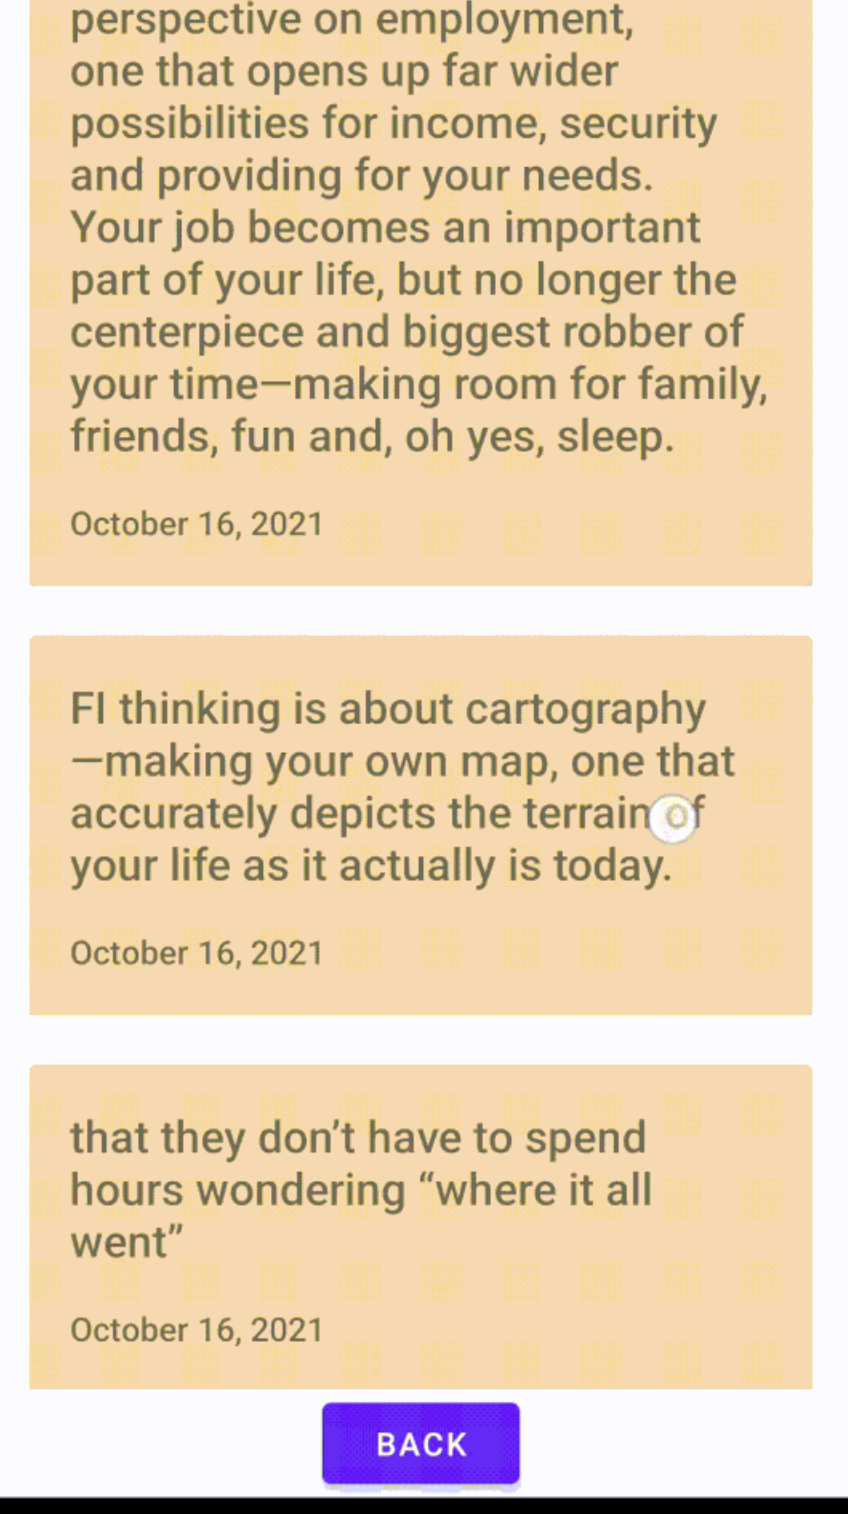 perspective on employment,
one that opens up far wider
possibilities for income, security
and providing for your needs.
Your job becomes an important
part of your life, but no longer the
centerpiece and biggest robber of
your time—making room for family,
friends, fun and, oh yes, sleep.
October 16, 2021
FI thinking is about cartography
—making your own map, one that
accurately depicts the terrain of
your life as it actually is today.
October 16, 2021
that they don’t have to spend
hours wondering “where it all
went”
October 16, 2021
BACK